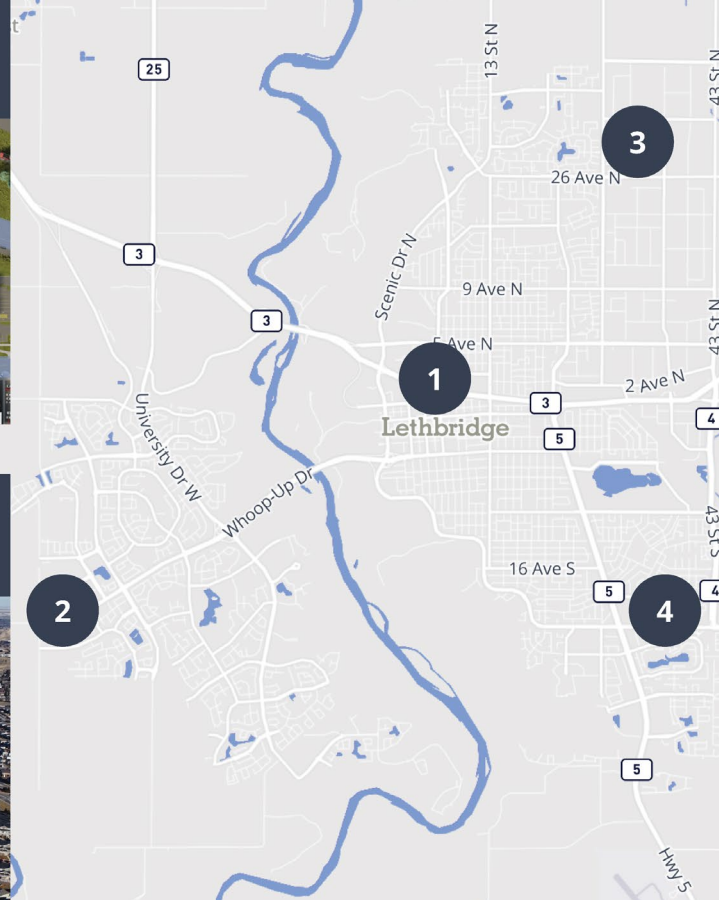 t
25
13 St N
43 St N
3
26 Ave N
3
Scenic Dr N
9 Ave N
3
5 Ave N
43 St N
1
2 Ave N
3
4
Lethbridge
5
University Dr W
Whoop-Up Dr
43 St S
16 Ave S
5
4
2
4
5
Hwy 5